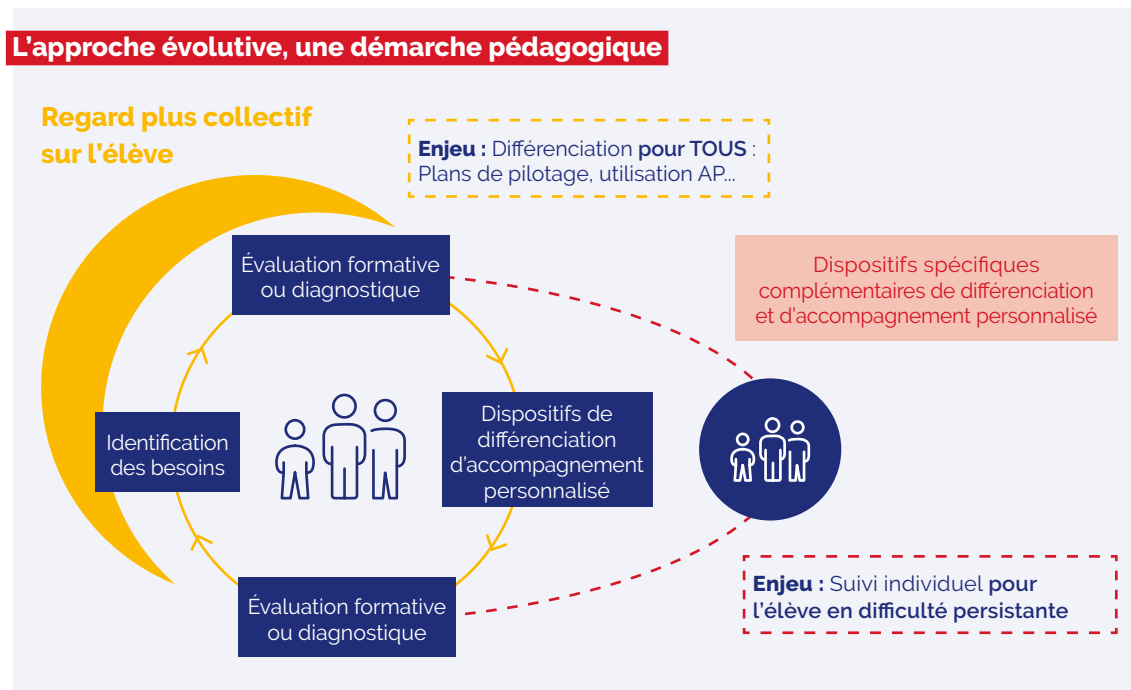 L'approche évolutive, une démarche pédagogique
Regard plus collectif
sur l'élève
Enjeu : Différenciation pour TOUS :
Plans de pilotage, utilisation AP...
Évaluation formative
ou diagnostique
Dispositifs spécifiques
complémentaires de différenciation
et d'accompagnement personnalisé
Identification
des besoins
Dispositifs de
différenciation
d'accompagnement
personnalisé
Enjeu : Suivi individuel pour
l'élève en difficulté persistante
Évaluation formative
ou diagnostique